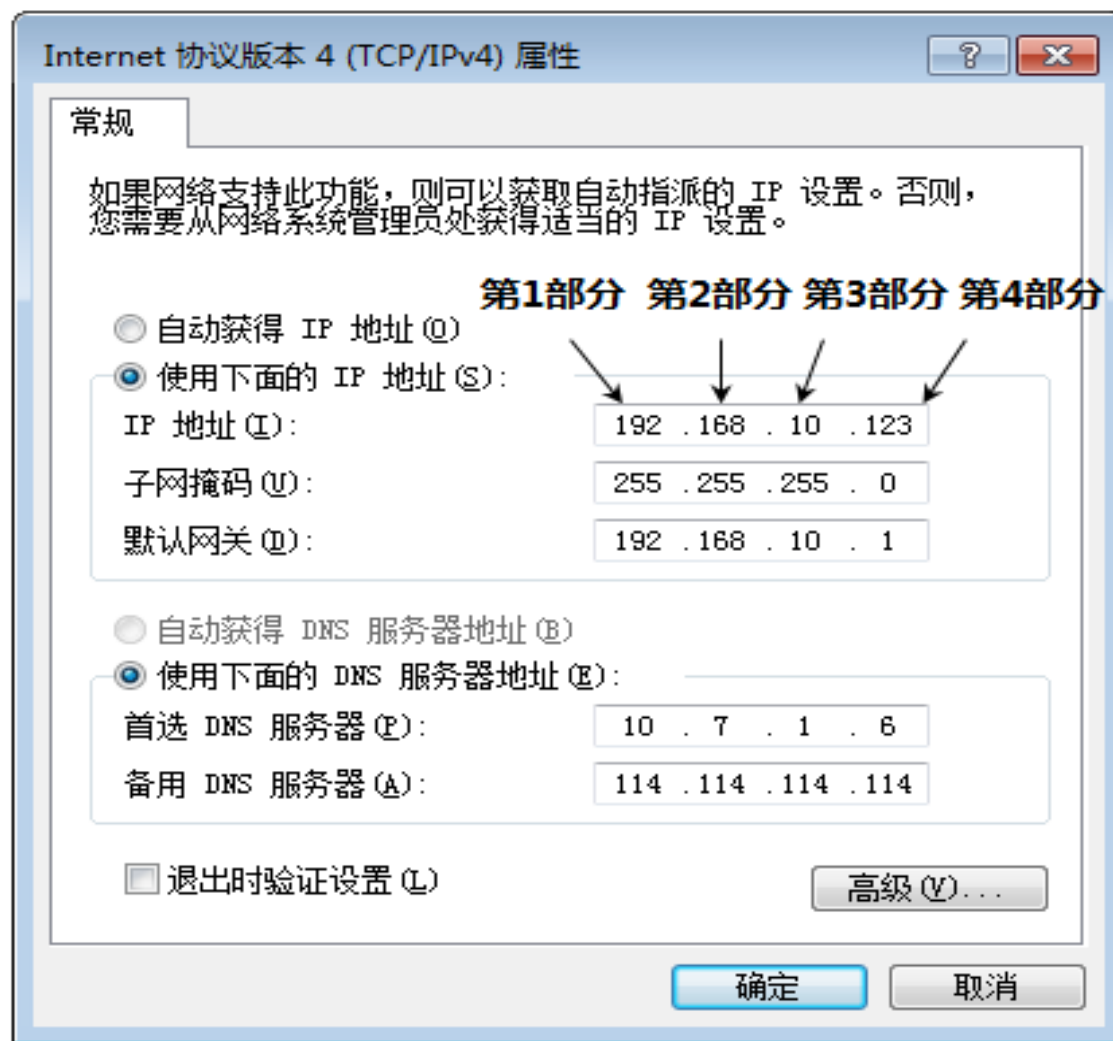 Internet 协议版本 4 (TCP/IPv4) 属性
常规
如果网络支持此功能，则可以获取自动指派的 IP 设置。否则，
您需要从网络系统管理员处获得适当的 IP 设置。
第1部分 第2部分 第3部分 第4部分
自动获得 IP 地址(O)
使用下面的 IP 地址(S):
IP 地址(I): 192 .168 . 10 .123
子网掩码(U): 255 .255 .255 . 0
默认网关(D): 192 .168 . 10 . 1
自动获得 DNS 服务器地址(B)
使用下面的 DNS 服务器地址(E):
首选 DNS 服务器(P): 10 . 7 . 1 . 6
备用 DNS 服务器(A): 114 .114 .114 .114
退出时验证设置(L)
高级(V)...
确定 取消